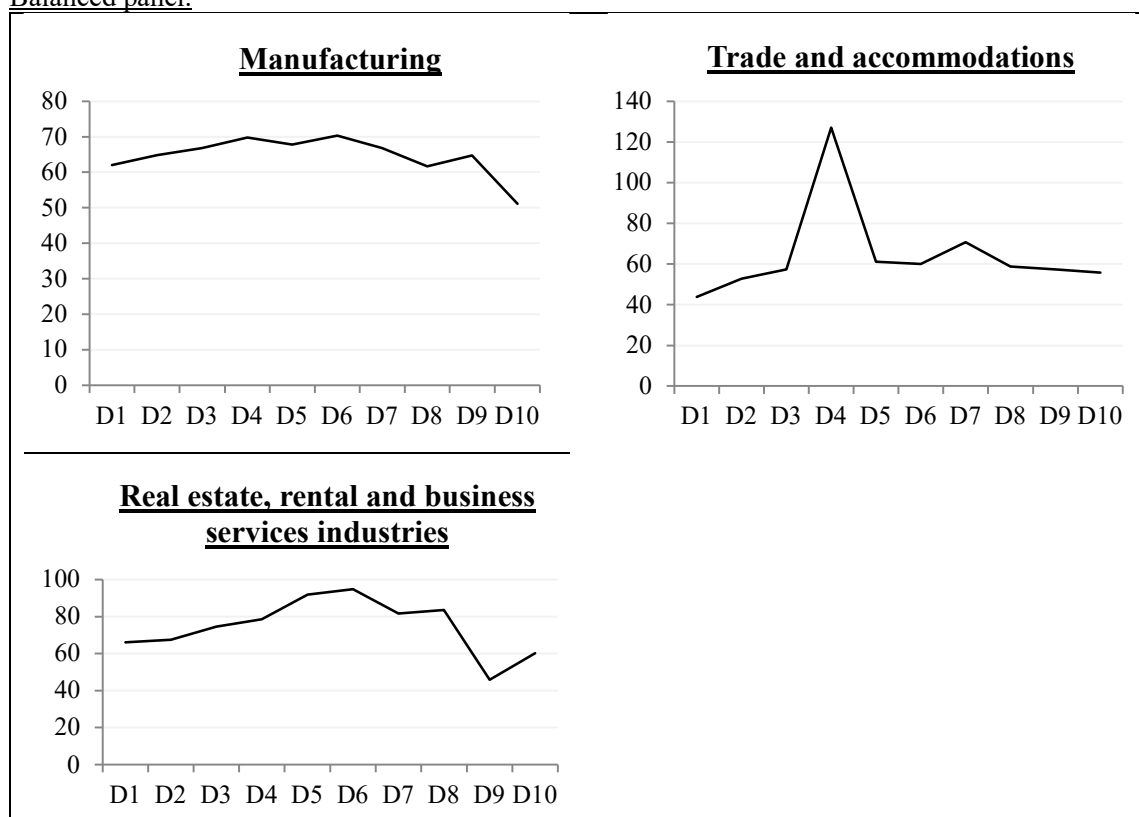 Balanced panel.
Manufacturing
80
70
60
50
40
30
20
10
0
D1 D2 D3 D4 D5 D6 D7 D8 D9 D10
Trade and accommodations
140
120
100
80
60
40
20
0
D1 D2 D3 D4 D5 D6 D7 D8 D9 D10
Real estate, rental and business
services industries
100
80
60
40
20
0
D1 D2 D3 D4 D5 D6 D7 D8 D9 D10